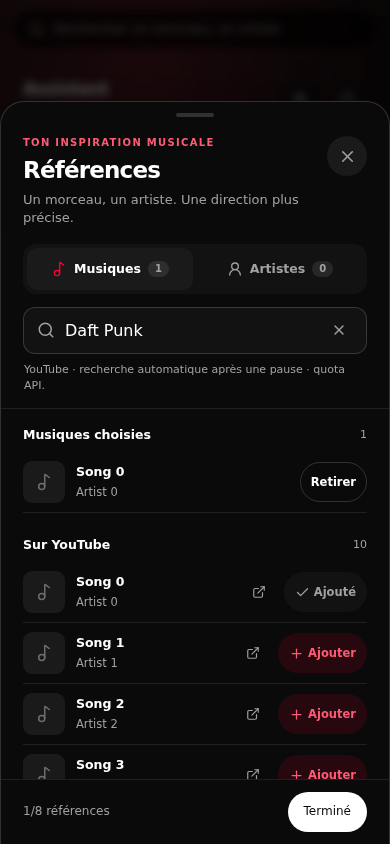 Assistant
TON INSPIRATION MUSICALE
Références
Un morceau, un artiste. Une direction plus
précise.
Musiques 1
Artistes 0
Daft Punk
YouTube · recherche automatique après une pause · quota
API.
Musiques choisies 1
Song 0
Artist 0
Retirer
Sur YouTube 10
Song 0
Artist 0
Ajouté
Song 1
Artist 1
Ajouter
Song 2
Artist 2
Ajouter
Song 3
Ajouter
1/8 références
Terminé